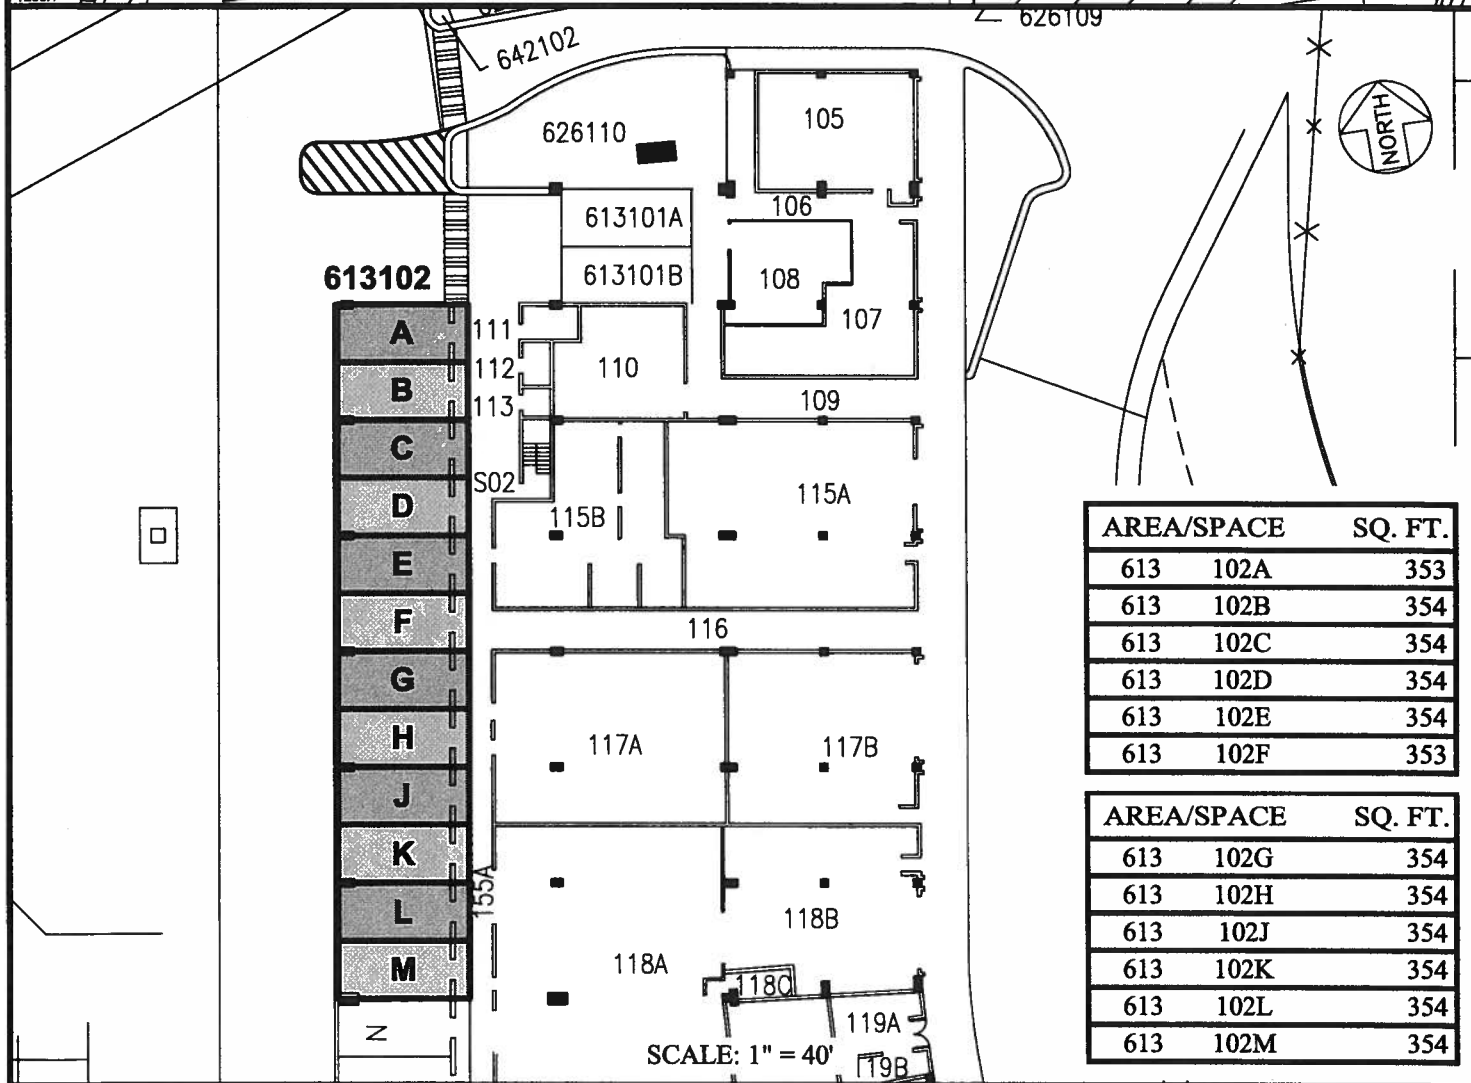 626109
642102
626110
105
NORTH
106
613101A
613101B
108
107
613102
A
111
B
112
110
113
109
C
D
S02
115B
115A
E
F
116
G
H
117A
117B
J
K
155A
L
118B
M
118A
118C
N
119A
119B
SCALE: 1" = 40'
AREA/SPACE SQ. FT.
613 102A 353
613 102B 354
613 102C 354
613 102D 354
613 102E 354
613 102F 353
AREA/SPACE SQ. FT.
613 102G 354
613 102H 354
613 102J 354
613 102K 354
613 102L 354
613 102M 354